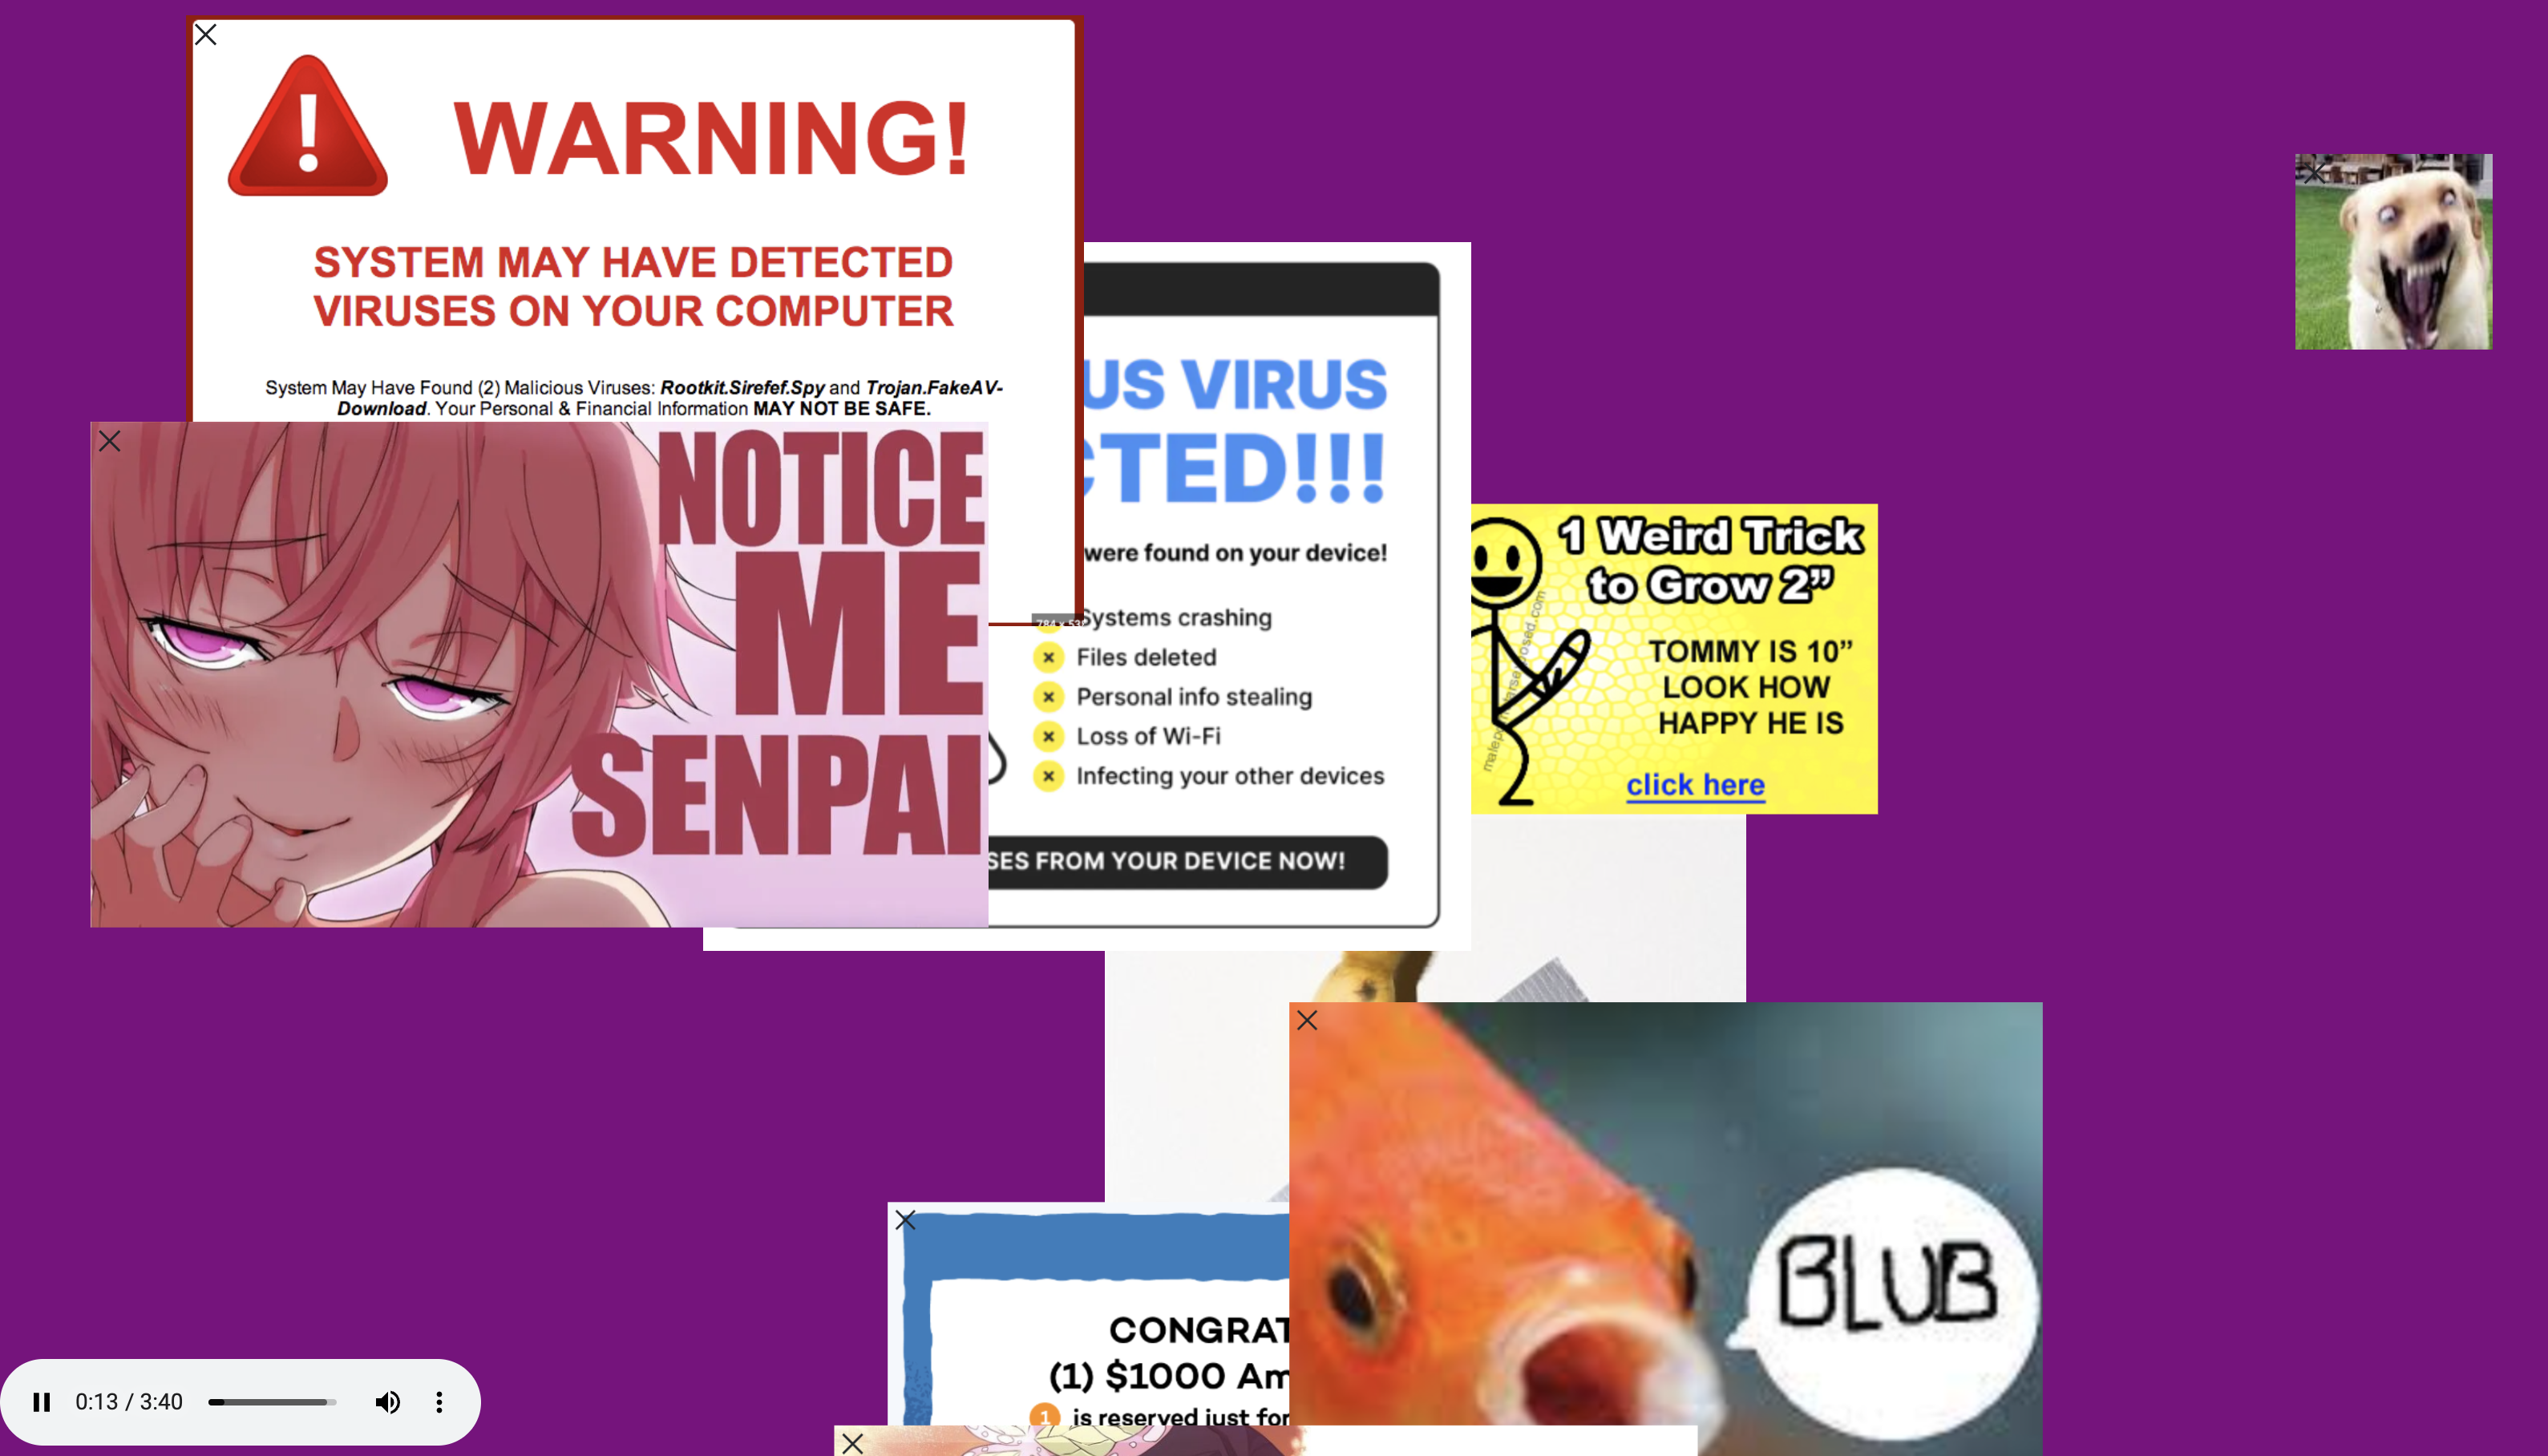 WARNING!
SYSTEM MAY HAVE DETECTED
VIRUSES ON YOUR COMPUTER
System May Have Found (2) Malicious Viruses: Rootkit.Sirefef.Spy and Trojan.FakeAV-
Download. Your Personal & Financial Information MAY NOT BE SAFE.
NOTICE
ME
SENPAI
US VIRUS
CTED!!!
were found on your device!
784 x 53
Systems crashing
Files deleted
Personal info stealing
Loss of Wi-Fi
Infecting your other devices
SES FROM YOUR DEVICE NOW!
1 Weird Trick
to Grow 2”
TOMMY IS 10”
LOOK HOW
HAPPY HE IS
click here
BLUB
CONGRAT
(1) $1000 Am
1 is reserved just for
0:13 / 3:40